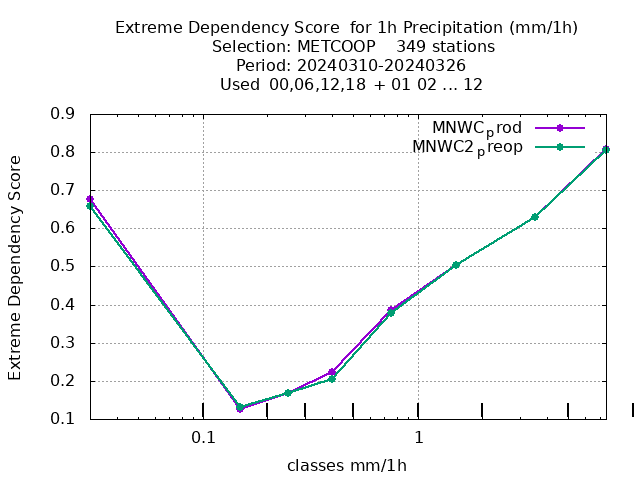 Extreme Dependency Score  for 1h Precipitation (mm/1h)
Selection: METCOOP    349 stations
Period: 20240310-20240326
Used  00,06,12,18  + 01 02 ... 12
MNWCprod
MNWC2preop
Extreme Dependency Score
0.9
0.8
0.7
0.6
0.5
0.4
0.3
0.2
0.1
0.1
1
classes mm/1h